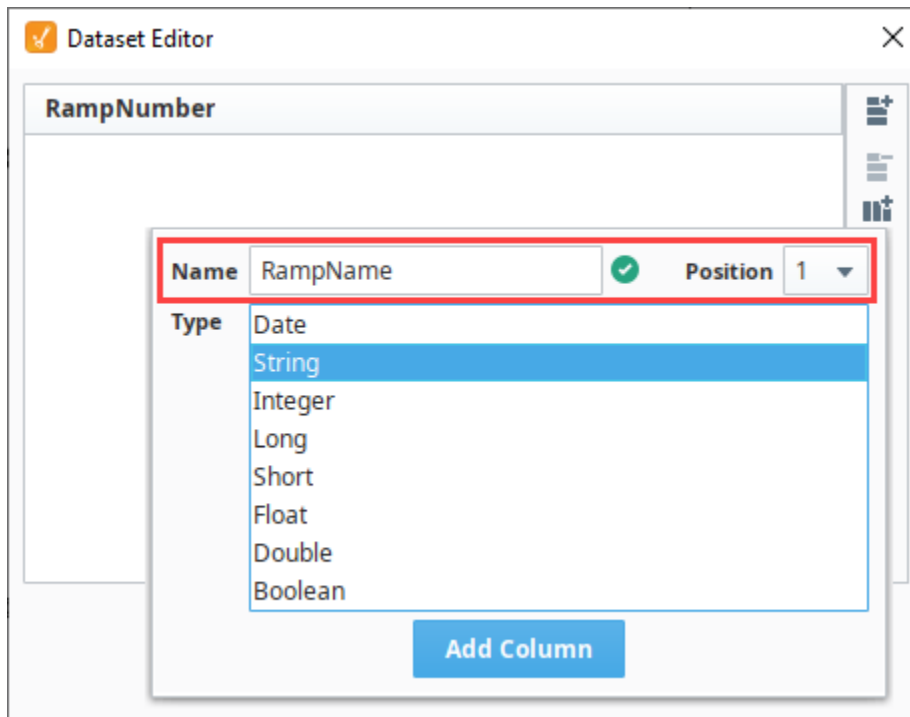 Dataset Editor
RampNumber
Name RampName Position 1
Type Date
String
Integer
Long
Short
Float
Double
Boolean
Add Column